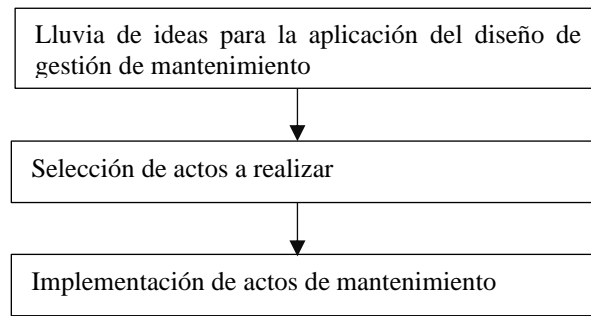 Lluvia de ideas para la aplicación del diseño de
gestión de mantenimiento
Selección de actos a realizar
Implementación de actos de mantenimiento